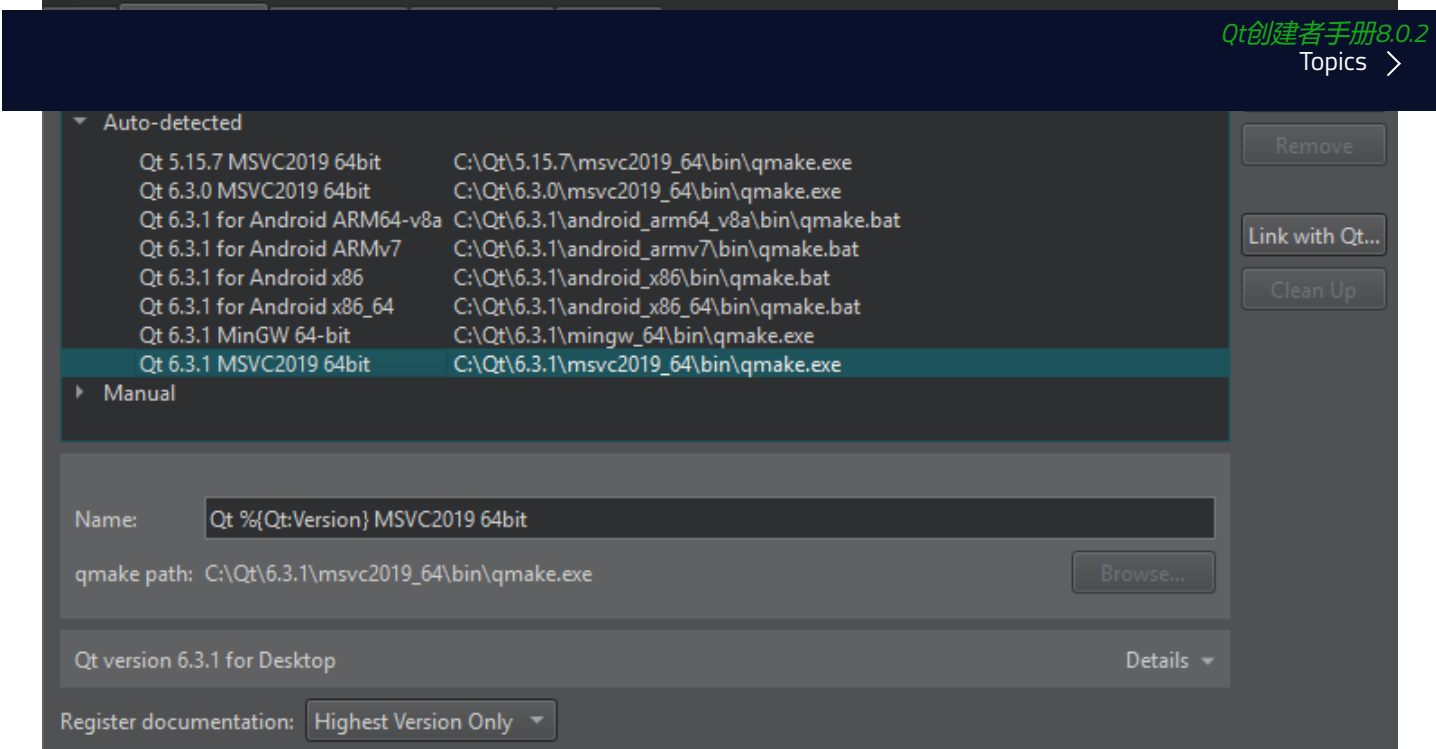 Qt创建者手册8.0.2
Topics
Auto-detected
Remove
Qt 5.15.7 MSVC2019 64bit C:\Qt\5.15.7\msvc2019_64\bin\qmake.exe
Qt 6.3.0 MSVC2019 64bit C:\Qt\6.3.0\msvc2019_64\bin\qmake.exe
Qt 6.3.1 for Android ARM64-v8a C:\Qt\6.3.1\android_arm64_v8a\bin\qmake.bat
Link with Qt...
Qt 6.3.1 for Android ARMv7 C:\Qt\6.3.1\android_armv7\bin\qmake.bat
Qt 6.3.1 for Android x86 C:\Qt\6.3.1\android_x86\bin\qmake.bat
Clean Up
Qt 6.3.1 for Android x86_64 C:\Qt\6.3.1\android_x86_64\bin\qmake.bat
Qt 6.3.1 MinGW 64-bit C:\Qt\6.3.1\mingw_64\bin\qmake.exe
Qt 6.3.1 MSVC2019 64bit C:\Qt\6.3.1\msvc2019_64\bin\qmake.exe
Manual
Name: Qt %{Qt:Version} MSVC2019 64bit
qmake path: C:\Qt\6.3.1\msvc2019_64\bin\qmake.exe Browse...
Qt version 6.3.1 for Desktop Details
Register documentation: Highest Version Only